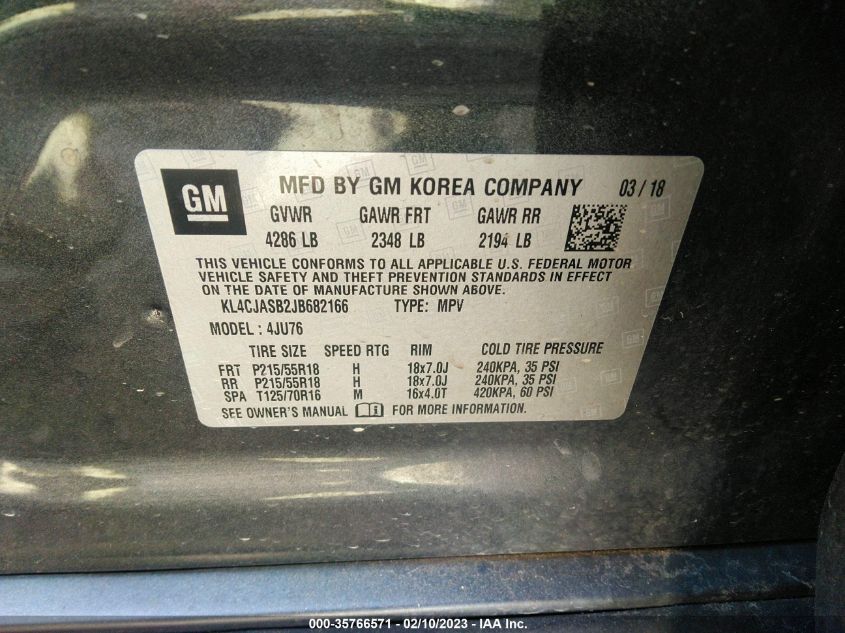 GM MFD BY GM KOREA COMPANY 03/18
GVWR GAWR FRT GAWR RR
4286 LB 2348 LB 2194 LB
THIS VEHICLE CONFORMS TO ALL APPLICABLE U.S. FEDERAL MOTOR
VEHICLE SAFETY AND THEFT PREVENTION STANDARDS IN EFFECT
ON THE DATE OF MANUFACTURE SHOWN ABOVE.
KL4CJASB2JB682166 TYPE: MPV
MODEL: 4JU76
TIRE SIZE SPEED RTG RIM COLD TIRE PRESSURE
FRT P215/55R18 H 18x7.0J 240KPA, 35 PSI
RR P215/55R18 H 18x7.0J 240KPA, 35 PSI
SPA T125/70R16 M 16x4.0T 420KPA, 60 PSI
SEE OWNER'S MANUAL FOR MORE INFORMATION.
000-35766571 - 02/10/2023 - IAA Inc.